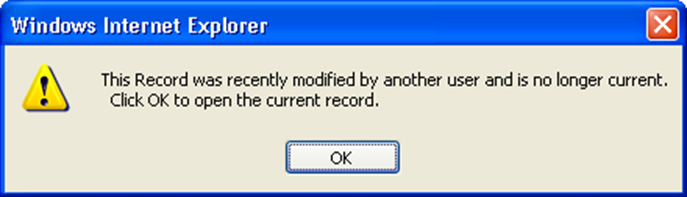 Windows Internet Explorer
This Record was recently modified by another user and is no longer current.
Click OK to open the current record.
OK